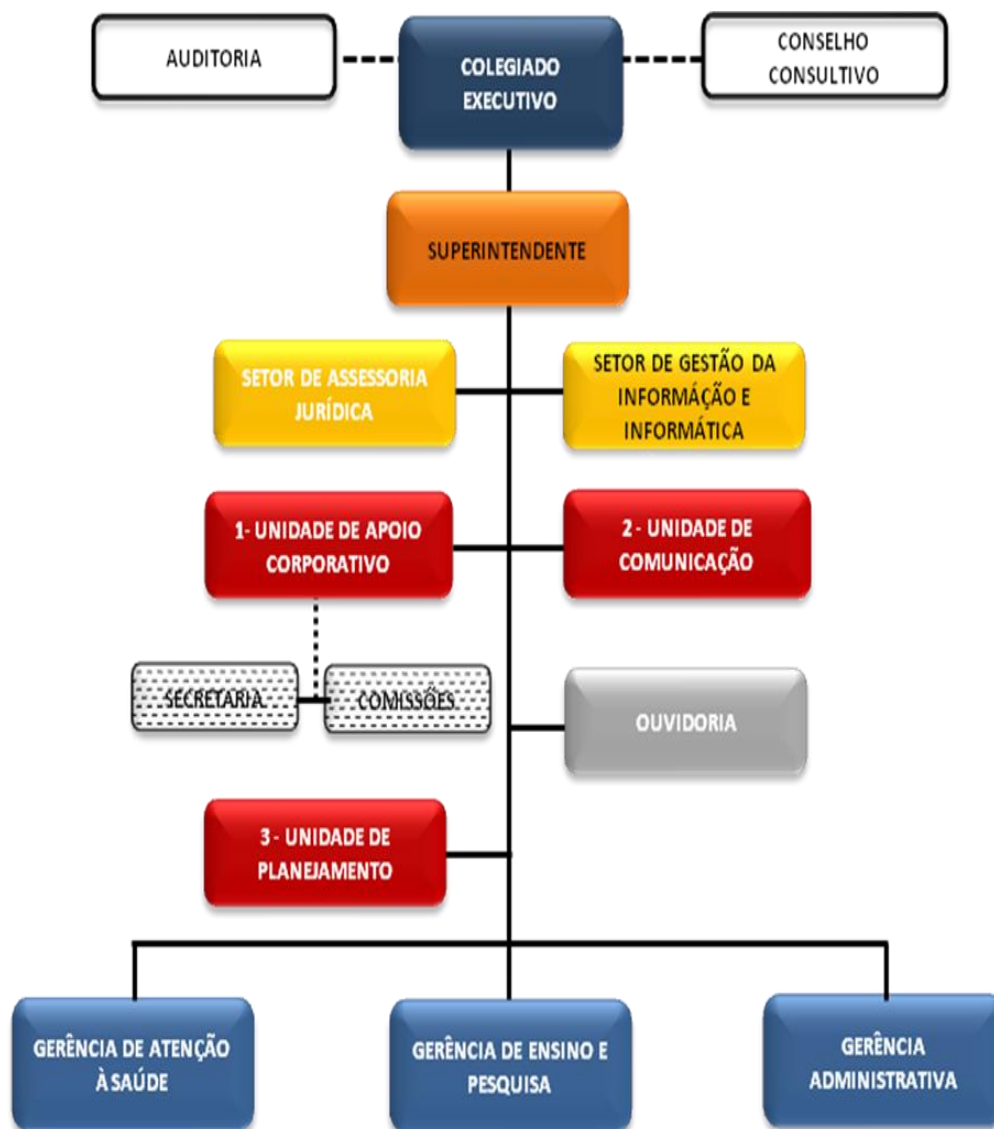 AUDITORIA
COLEGIADO
EXECUTIVO
CONSELHO
CONSULTIVO
SUPERINTENDENTE
SETOR DE ASSESSORIA
JURÍDICA
SETOR DE GESTÃO DA
INFORMÁÇÃO E
INFORMÁTICA
1- UNIDADE DE APOIO
CORPORATIVO
2 - UNIDADE DE
COMUNICAÇÃO
SECRETARIA
COMISSÕES
OUVIDORIA
3 - UNIDADE DE
PLANEJAMENTO
GERÊNCIA DE ATENÇÃO
À SAÚDE
GERÊNCIA DE ENSINO E
PESQUISA
GERÊNCIA
ADMINISTRATIVA